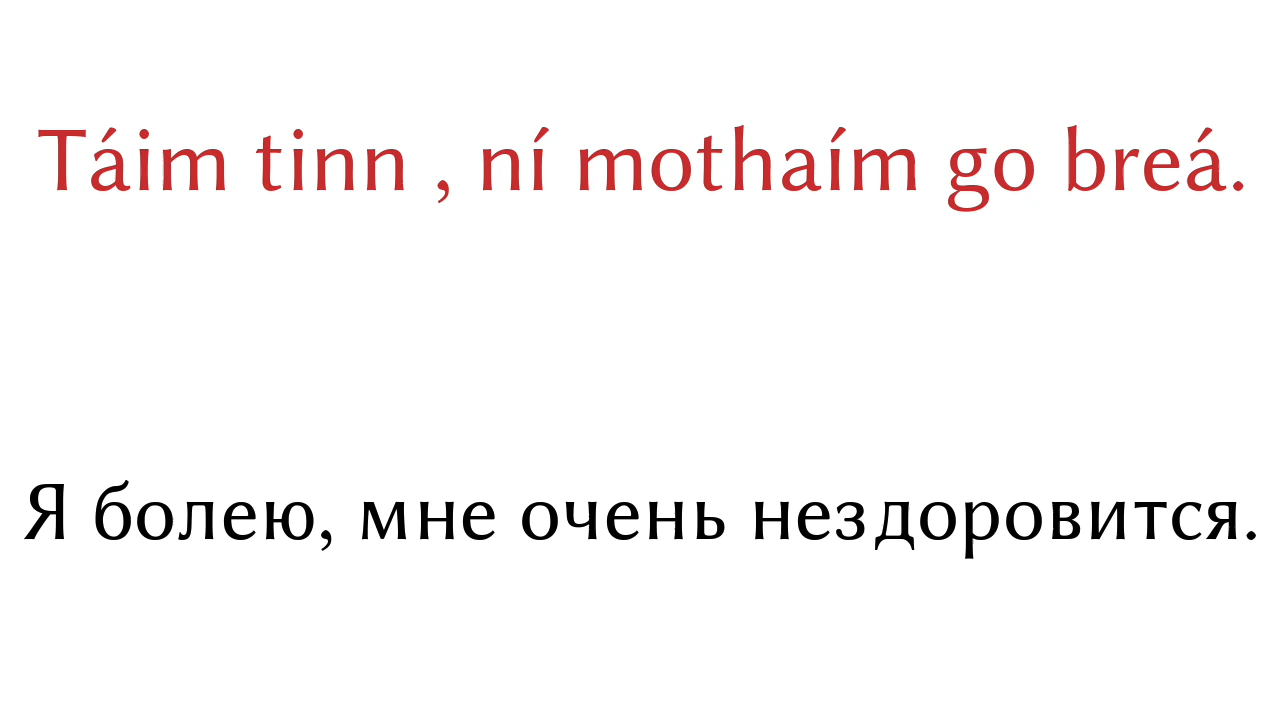 Táim tinn , ní mothaím go breá.
Я болею, мне очень нездоровится.